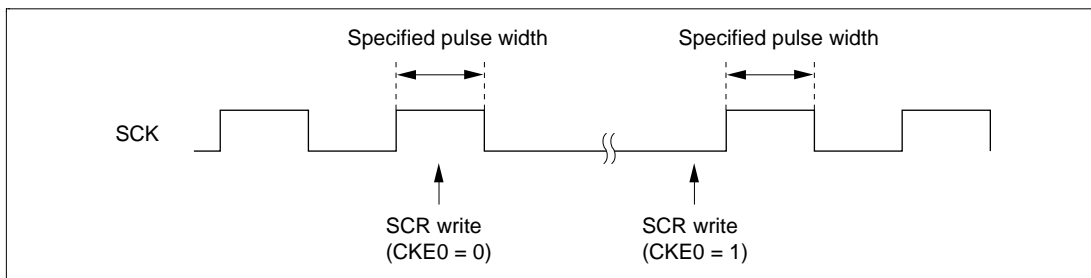 Specified pulse width
Specified pulse width
SCK
SCR write
(CKE0 = 0)
SCR write
(CKE0 = 1)